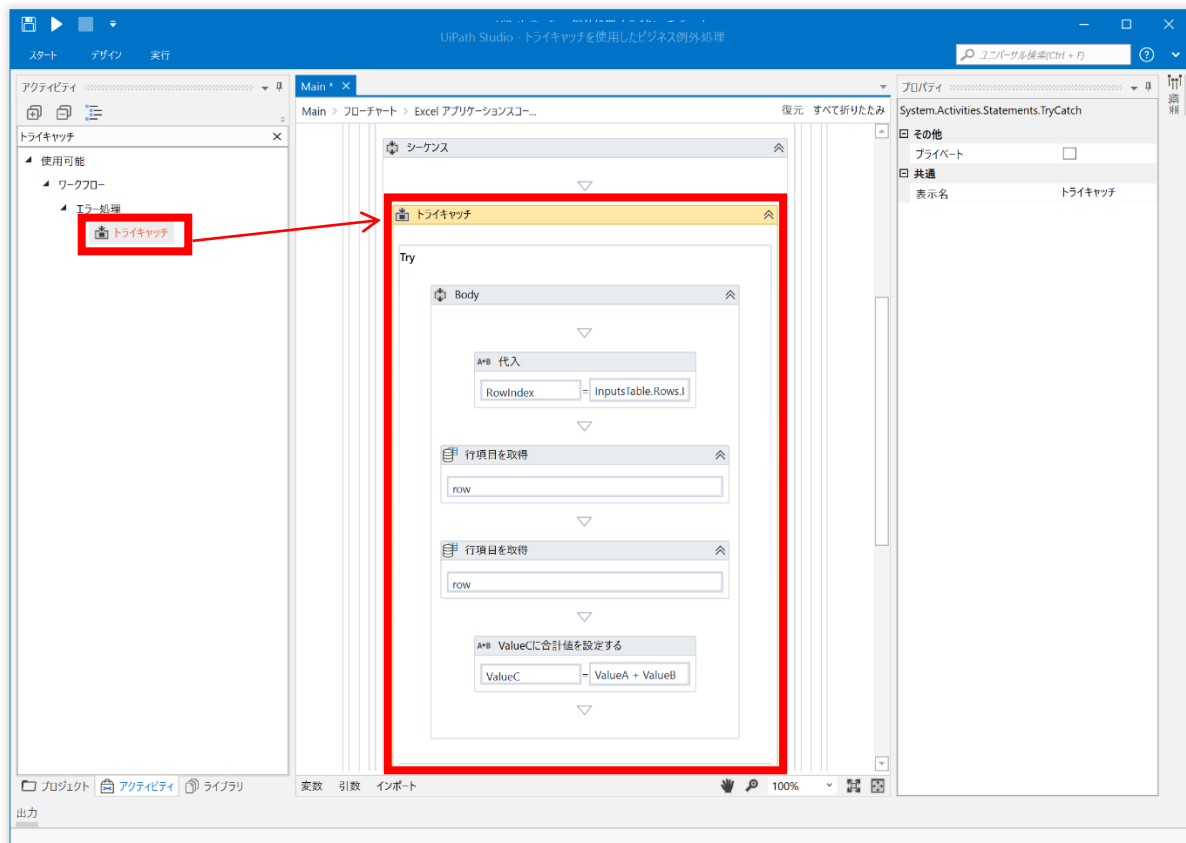 UiPath Studio - トライキャッチを使用したビジネス例外処理
スタート デザイン 実行
ユニバーサル検索(Ctrl + F)
アクティビティ
トライキャッチ
使用可能
ワークフロー
エラー処理
トライキャッチ
プロジェクト アクティビティ ライブラリ
出力
Main *
Main > フローチャート > Excel アプリケーションスコー...
復元 すべて折りたたみ
シーケンス
トライキャッチ
Try
Body
A*B 代入
RowIndex = InputsTable.Rows.I
行項目を取得
row
行項目を取得
row
A*B ValueCに合計値を設定する
ValueC = ValueA + ValueB
変数 引数 インポート
100%
プロパティ
System.Activities.Statements.TryCatch
その他
プライベート
共通
表示名 トライキャッチ